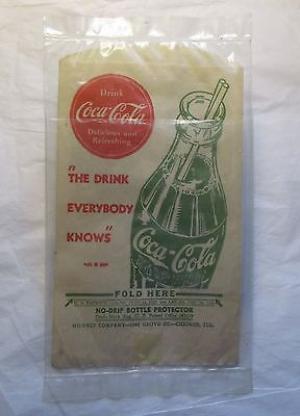 Drink
Coca-Cola
Delicious and
Refreshing
"THE DRINK
EVERYBODY
KNOWS"
Coca-Cola
FOLD HERE
NO-DRIP BOTTLE PROTECTOR